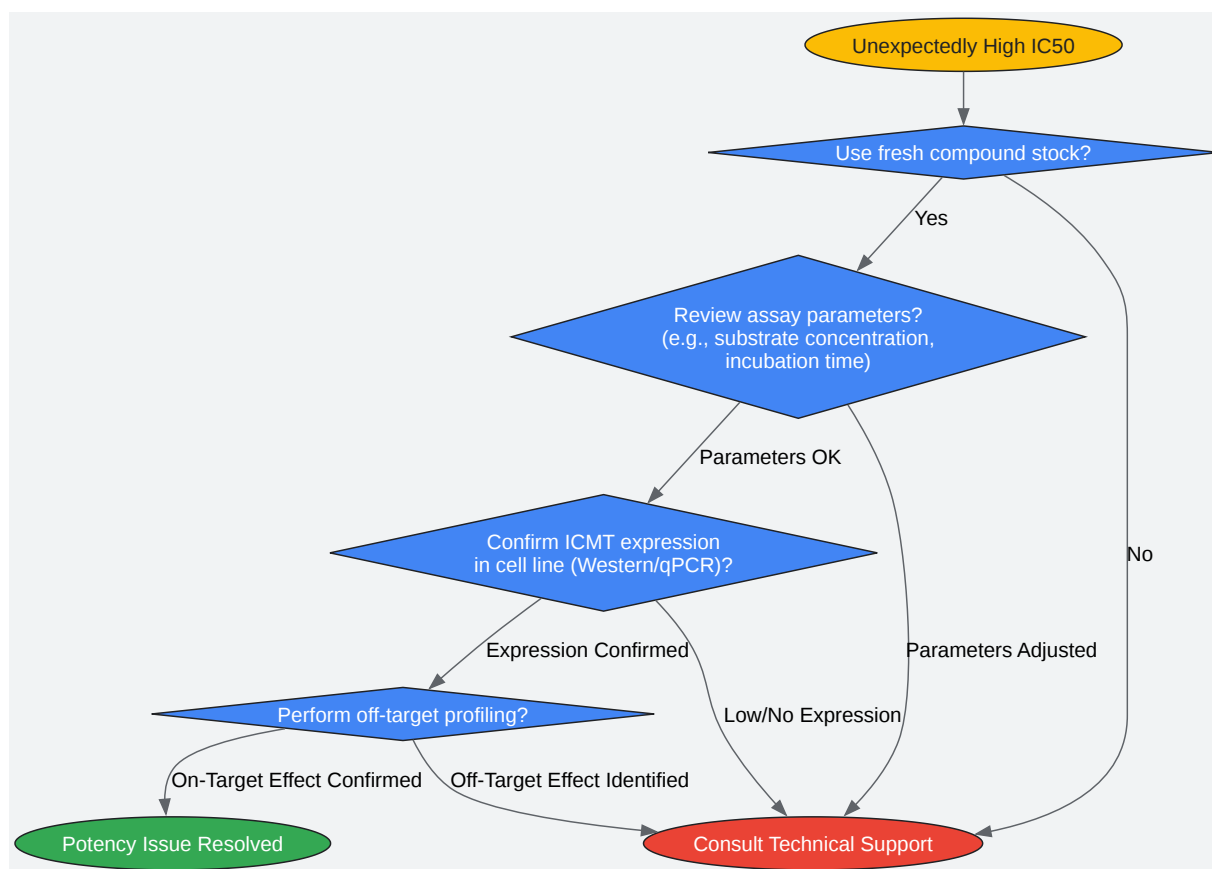 Unexpectedly High IC50
Use fresh compound stock?
Yes
Review assay parameters?
(e.g., substrate concentration,
incubation time)
Parameters OK
No
Confirm ICMT expression
in cell line (Western/qPCR)?
Expression Confirmed
Parameters Adjusted
Perform off-target profiling?
Low/No Expression
On-Target Effect Confirmed
Off-Target Effect Identified
Potency Issue Resolved
Consult Technical Support